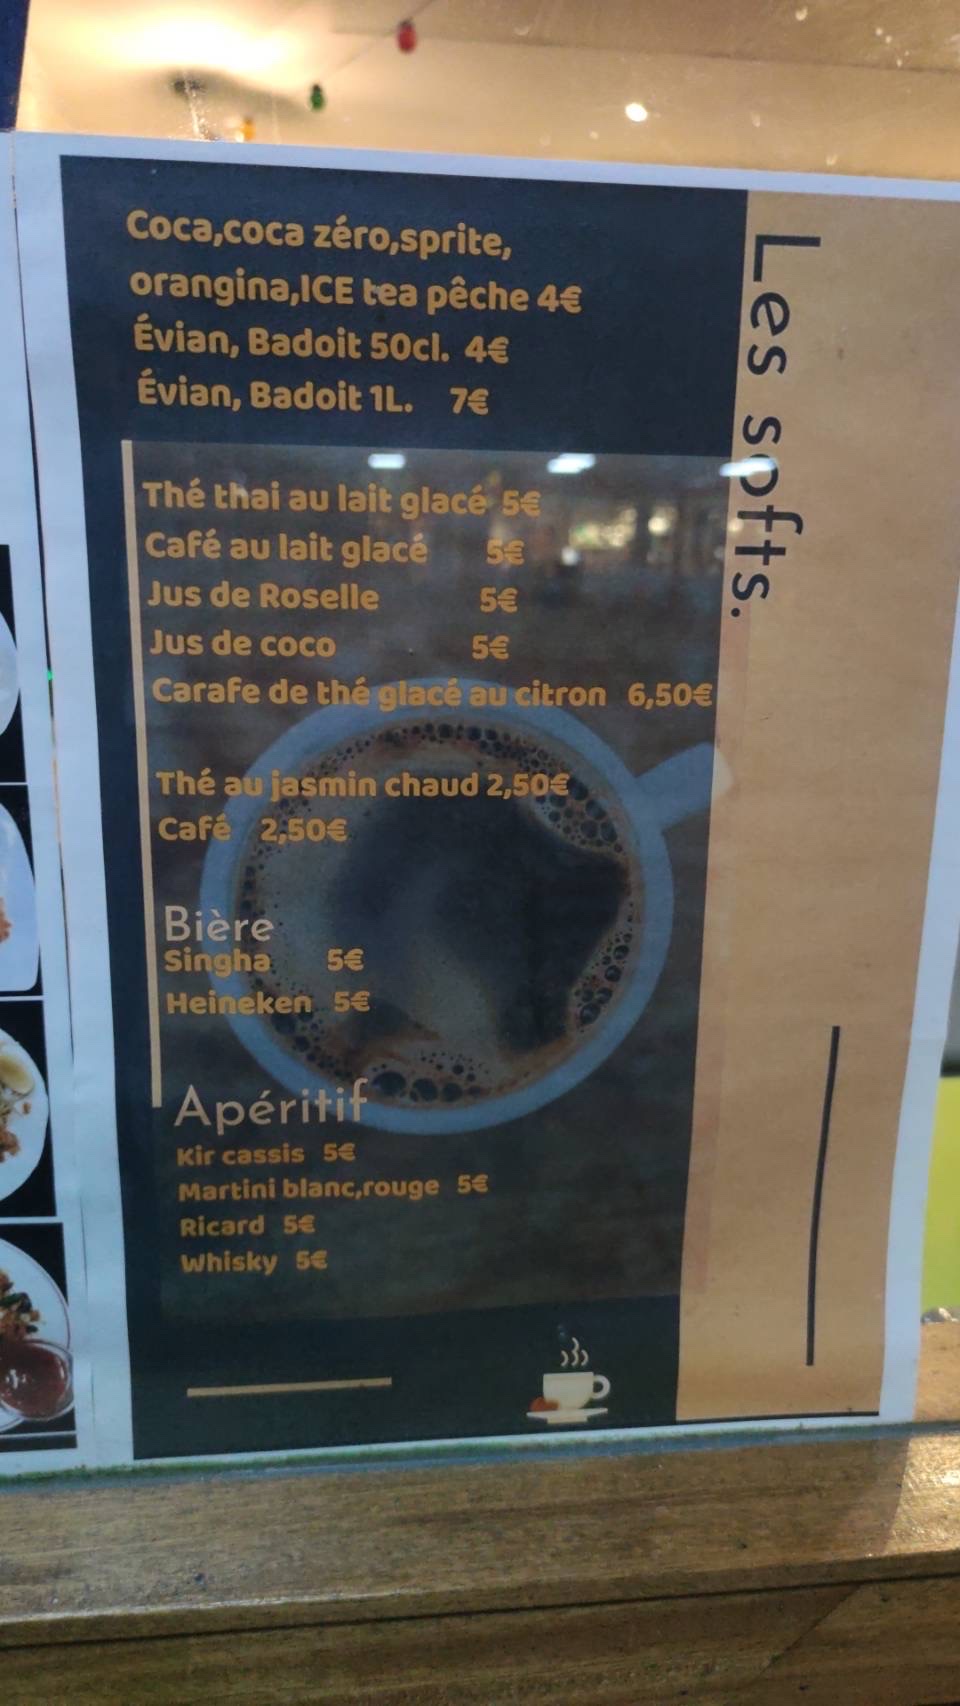 Les softs.
Coca,coca zéro,sprite,
orangina,ICE tea pêche 4€
Évian, Badoit 50cl. 4€
Évian, Badoit 1L. 7€
Thé thai au lait glacé 5€
Café au lait glacé 5€
Jus de Roselle 5€
Jus de coco 5€
Carafe de thé glacé au citron 6,50€
Thé au jasmin chaud 2,50€
Café 2,50€
Bière
Singha 5€
Heineken 5€
Apéritif
Kir cassis 5€
Martini blanc,rouge 5€
Ricard 5€
Whisky 5€